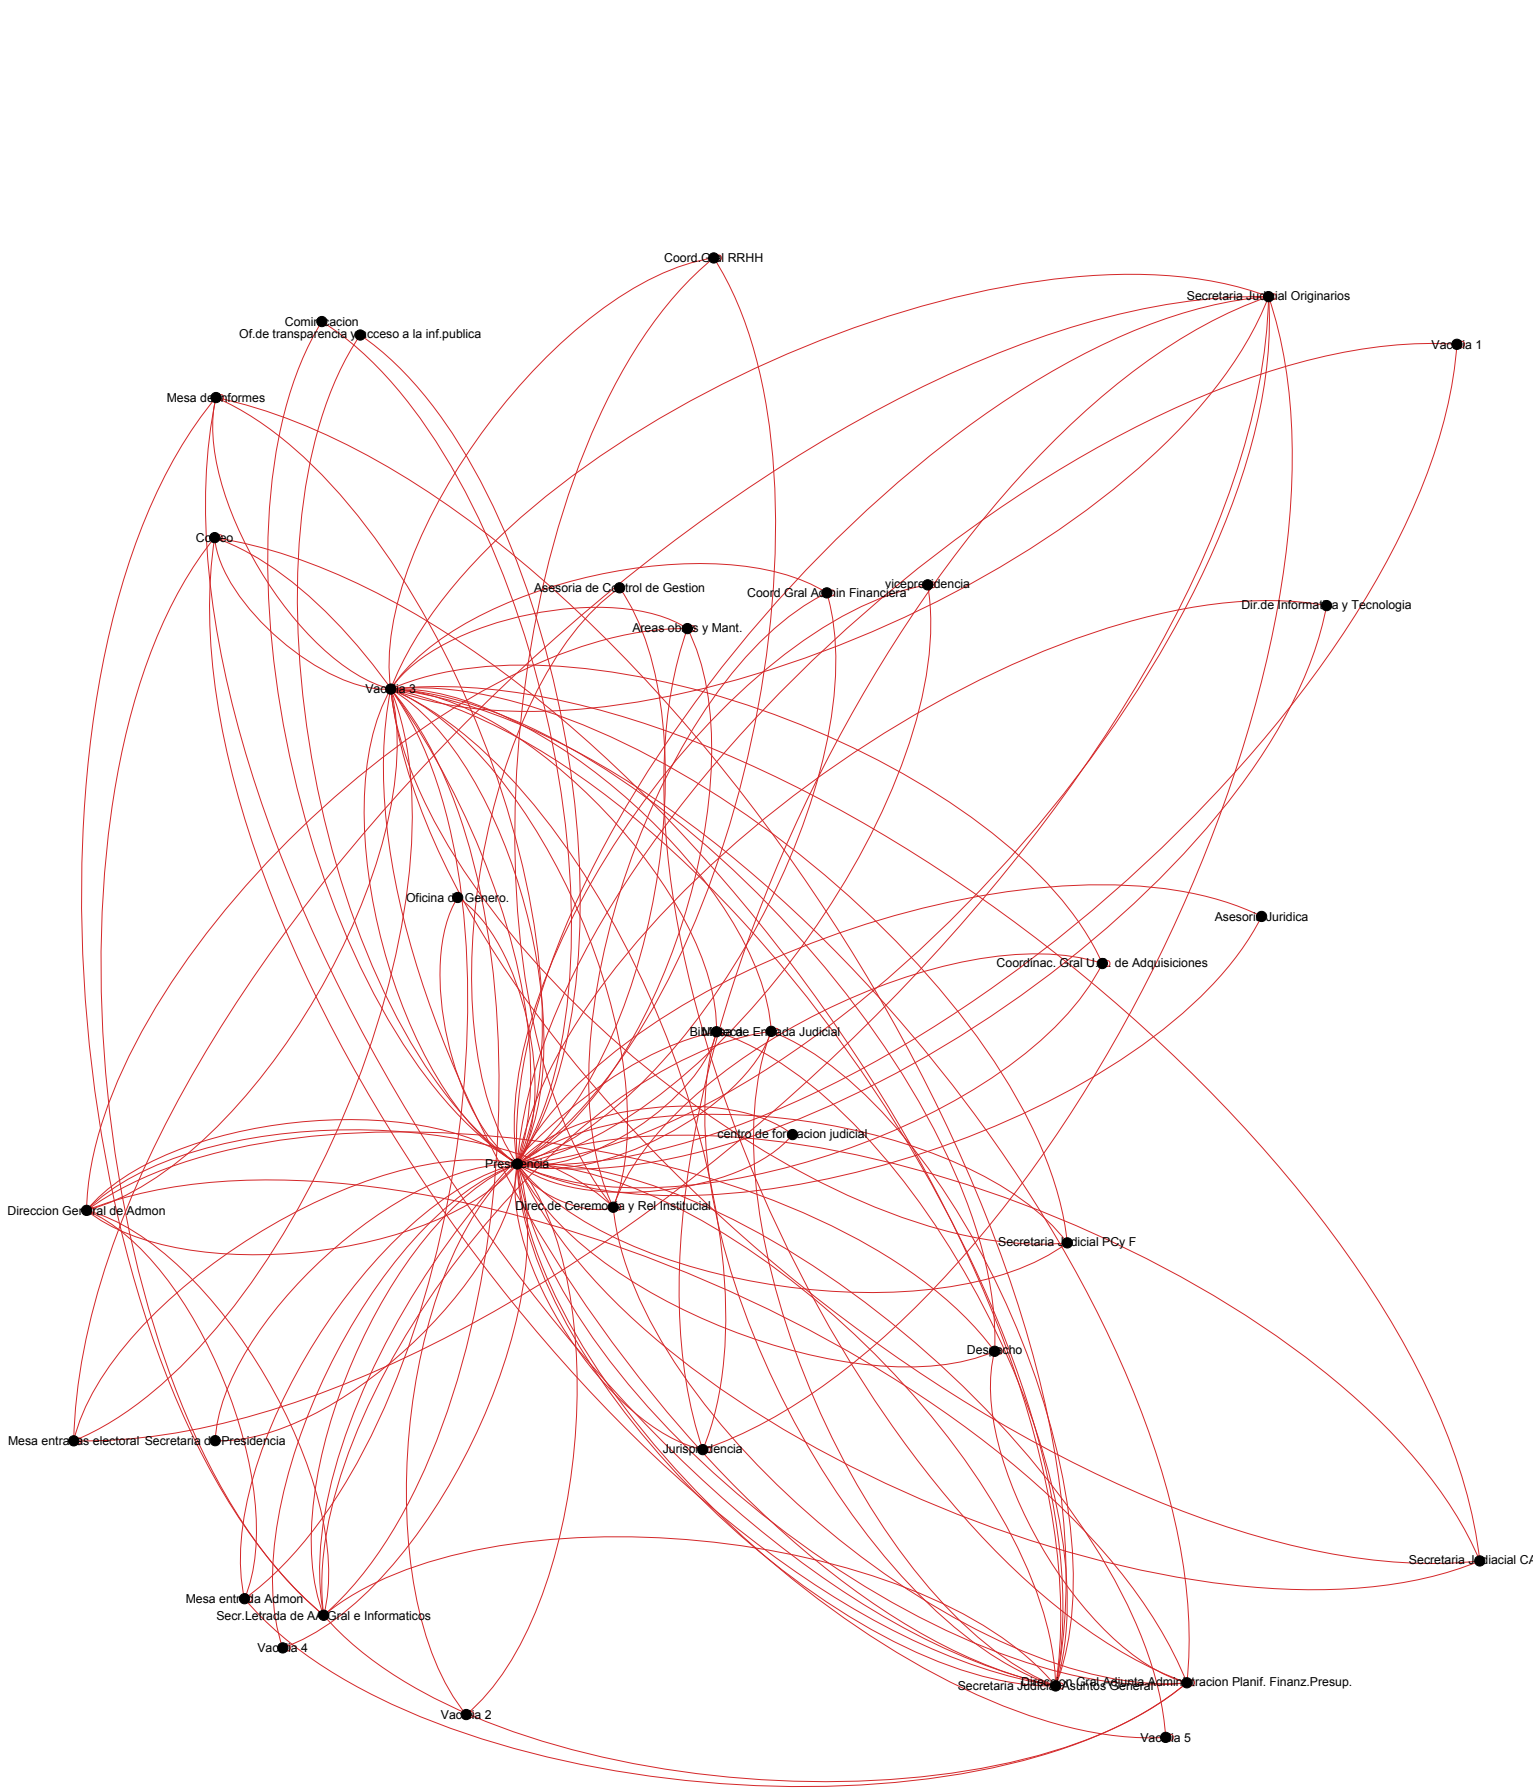 Coord.Gral RRHH
Secretaria Judicial Originarios
Cominicacion
Of.de transparencia y acceso a la inf.publica
Vacalia 1
Mesa de informes
Correo
Asesoria de Control de Gestion
Coord Gral Admin Financiera
vicepresidencia
Dir.de Informatica y Tecnologia
Areas obras y Mant.
Vacalia 3
Oficina de Genero.
Asesoria Juridica
Coordinac. Gral Un. de Adquisiciones
Biblioteca
Mesa de Entrada Judicial
centro de formacion judicial
Presidencia
Direccion General de Admon
Direc.de Ceremonia y Rel Institucial
Secretaria Judicial PCy F
Despacho
Mesa entradas electoral
Secretaria de Presidencia
Jurisprudencia
Secretaria Judiacial CA
Mesa entrada Admon
Secr.Letrada de AA Gral e Informaticos
Vacalia 4
Direccion Gral Adjunta Administracion Planif. Finanz.Presup.
Secretaria Judicial Asuntos General
Vacalia 2
Vacalia 5